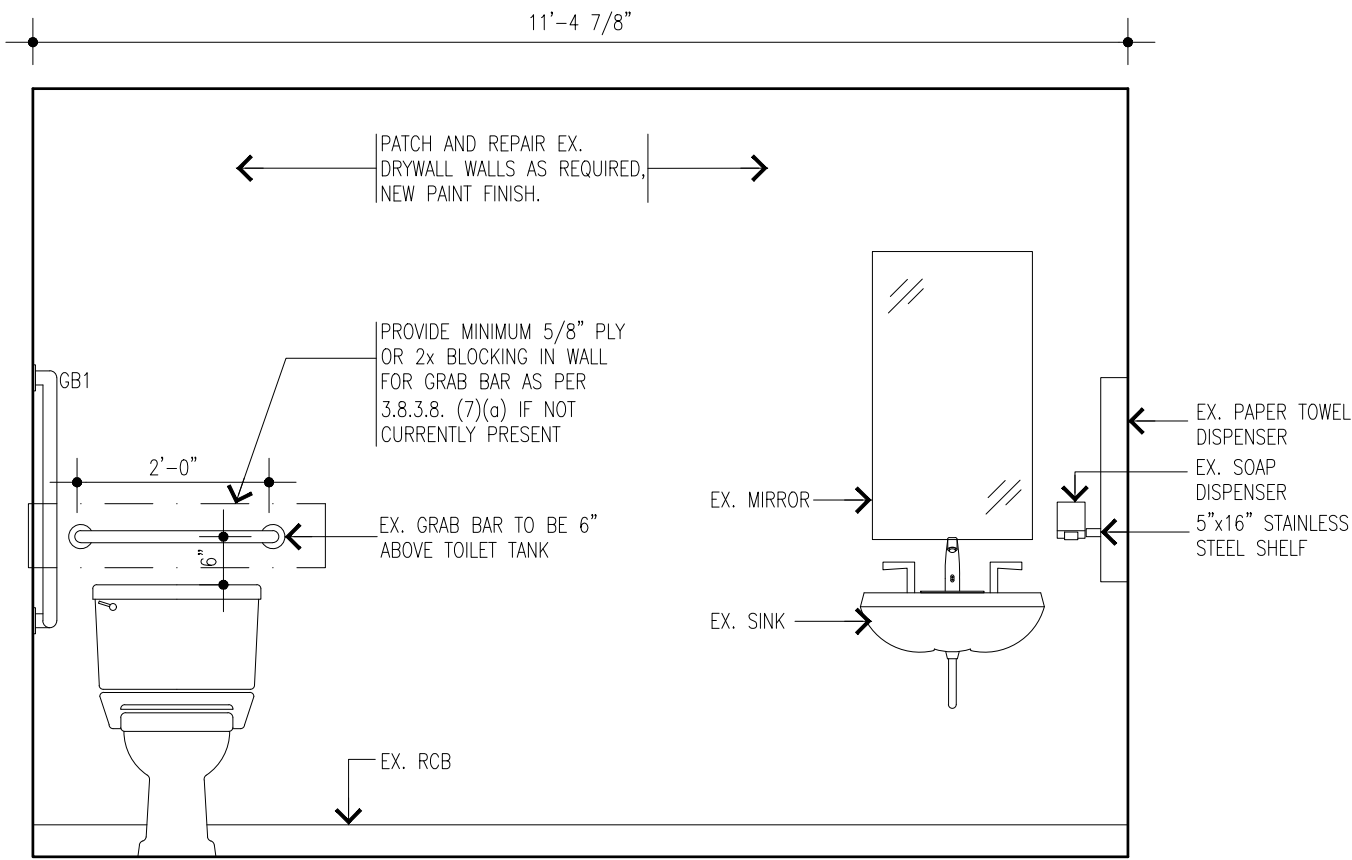 11'-4 7/8"
PATCH AND REPAIR EX.
DRYWALL WALLS AS REQUIRED,
NEW PAINT FINISH.
PROVIDE MINIMUM 5/8" PLY
OR 2x BLOCKING IN WALL
FOR GRAB BAR AS PER
3.8.3.8. (7)(a) IF NOT
CURRENTLY PRESENT
GB1
2'-0"
EX. GRAB BAR TO BE 6"
ABOVE TOILET TANK
6"
EX. MIRROR
EX. PAPER TOWEL
DISPENSER
EX. SOAP
DISPENSER
5"x16" STAINLESS
STEEL SHELF
EX. SINK
EX. RCB